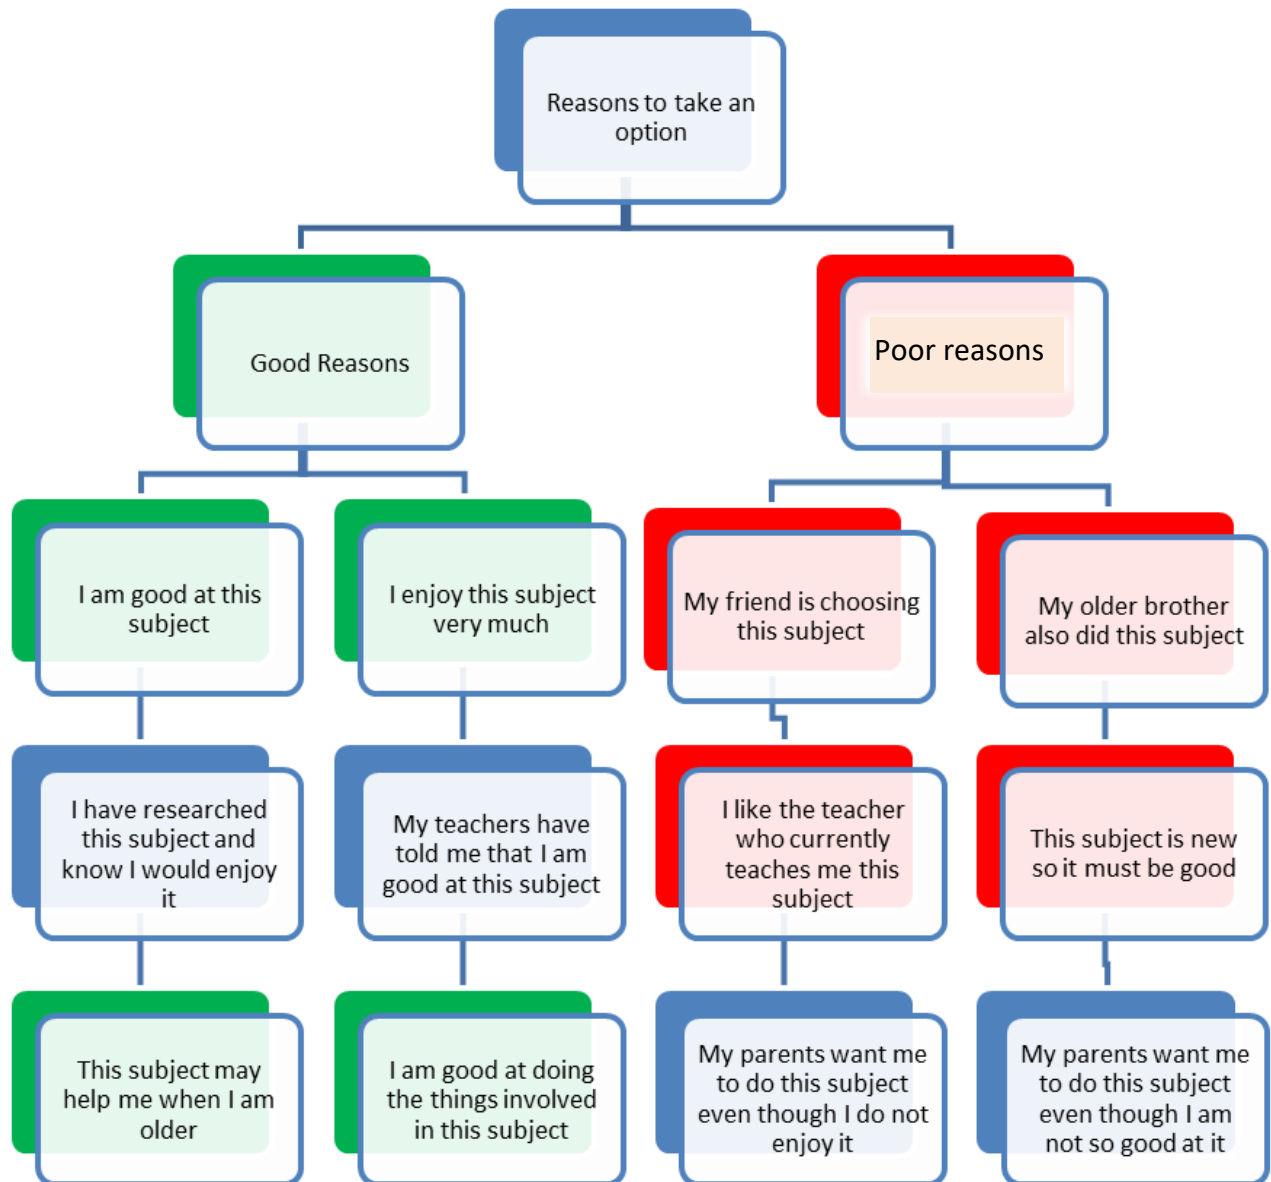 Reasons to take an
option
Good Reasons
Poor reasons
I am good at this
subject
I enjoy this subject
very much
My friend is choosing
this subject
My older brother
also did this subject
I have researched
this subject and
know I would enjoy
it
My teachers have
told me that I am
good at this subject
I like the teacher
who currently
teaches me this
subject
This subject is new
so it must be good
This subject may
help me when I am
older
I am good at doing
the things involved
in this subject
My parents want me
to do this subject
even though I do not
enjoy it
My parents want me
to do this subject
even though I am
not so good at it